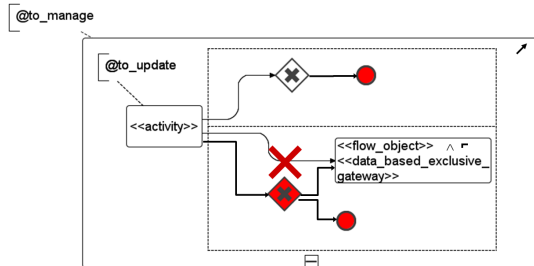 @to_manage
@to_update
<<activity>>
<<flow_object>> ^ ⌐
<<data_based_exclusive_
gateway>>